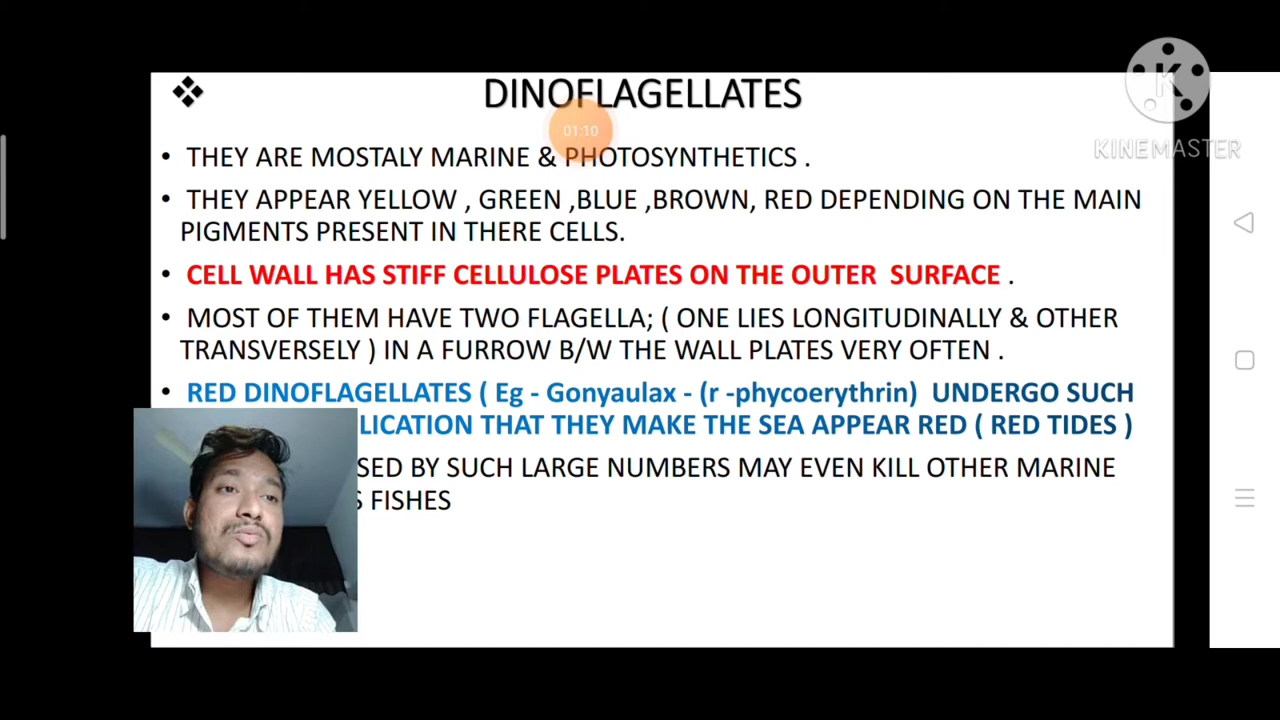 ❖ DINOFLAGELLATES
01:10
K
KINEMASTER
• THEY ARE MOSTALY MARINE & PHOTOSYNTHETICS .
• THEY APPEAR YELLOW , GREEN ,BLUE ,BROWN, RED DEPENDING ON THE MAIN
PIGMENTS PRESENT IN THERE CELLS.
• CELL WALL HAS STIFF CELLULOSE PLATES ON THE OUTER SURFACE .
• MOST OF THEM HAVE TWO FLAGELLA; ( ONE LIES LONGITUDINALLY & OTHER
TRANSVERSELY ) IN A FURROW B/W THE WALL PLATES VERY OFTEN .
• RED DINOFLAGELLATES ( Eg - Gonyaulax - (r -phycoerythrin) UNDERGO SUCH
LICATION THAT THEY MAKE THE SEA APPEAR RED ( RED TIDES )
SED BY SUCH LARGE NUMBERS MAY EVEN KILL OTHER MARINE
FISHES